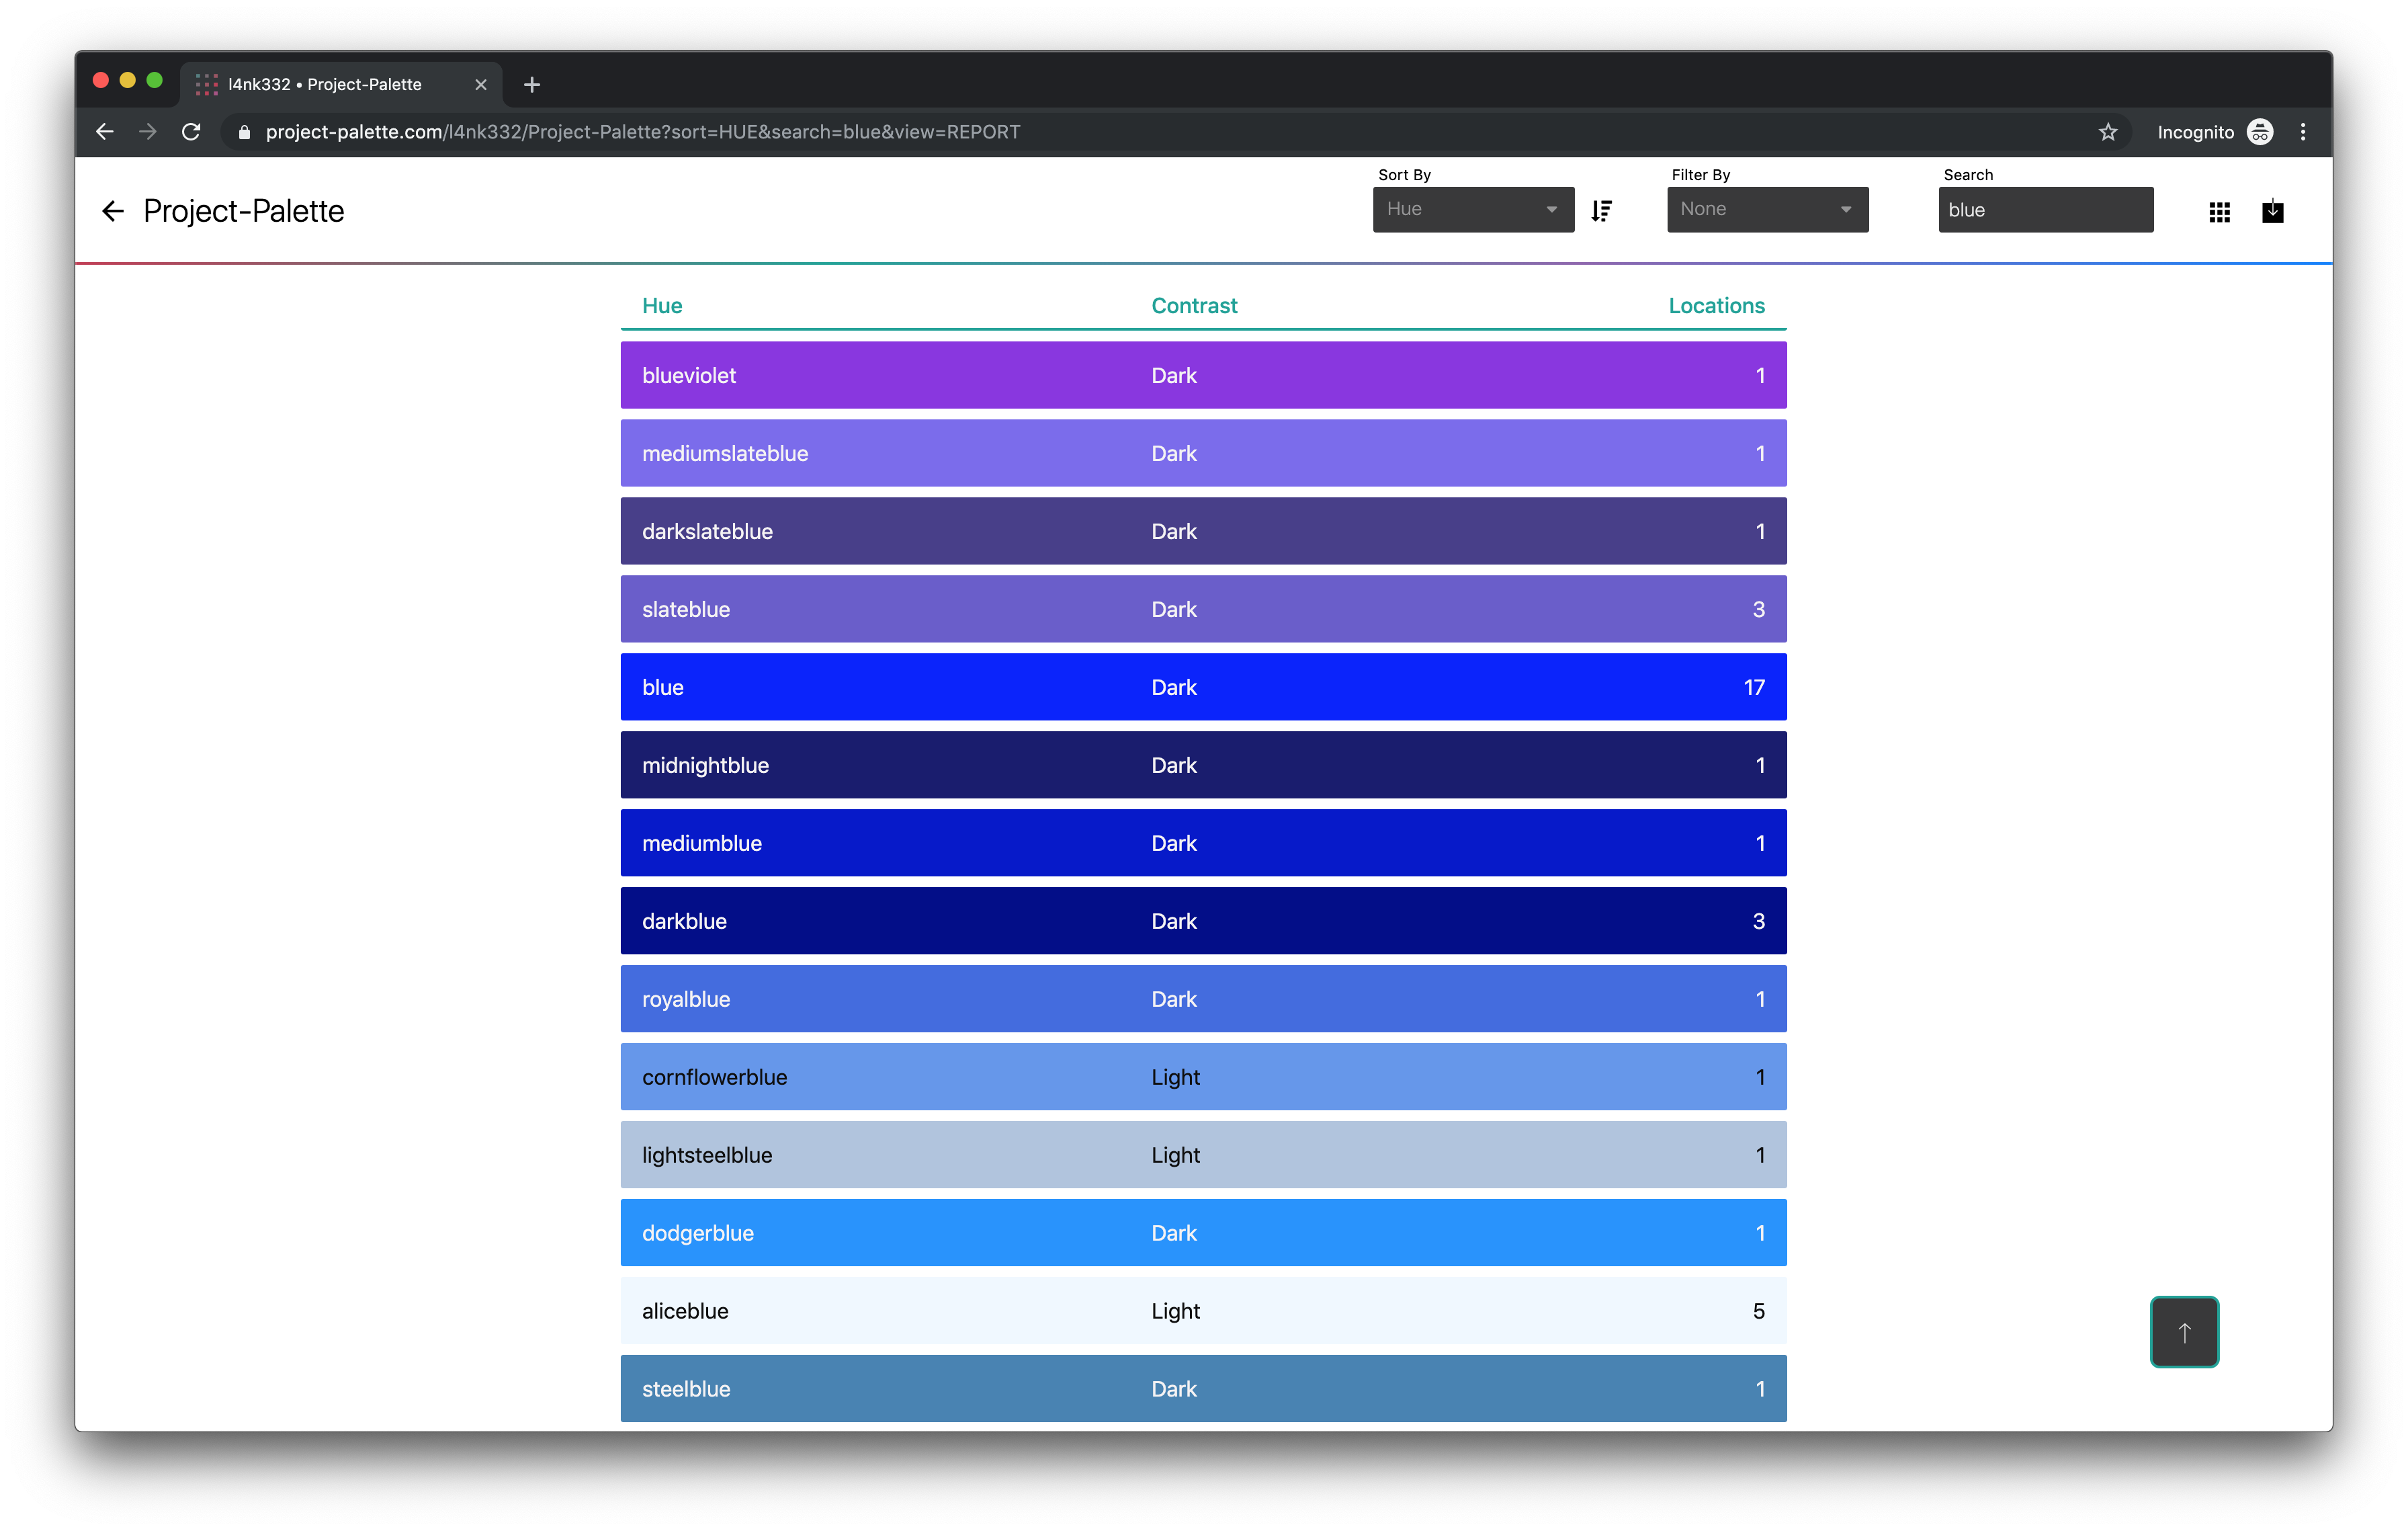 l4nk332 • Project-Palette
project-palette.com/l4nk332/Project-Palette?sort=HUE&search=blue&view=REPORT
Incognito
Project-Palette
Sort By
Hue
Filter By
None
Search
blue
Hue Contrast Locations
blueviolet Dark 1
mediumslateblue Dark 1
darkslateblue Dark 1
slateblue Dark 3
blue Dark 17
midnightblue Dark 1
mediumblue Dark 1
darkblue Dark 3
royalblue Dark 1
cornflowerblue Light 1
lightsteelblue Light 1
dodgerblue Dark 1
aliceblue Light 5
steelblue Dark 1